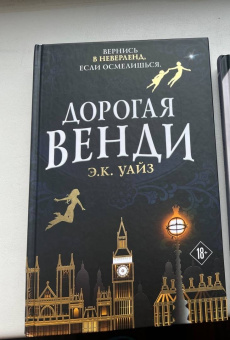 ВЕРНИСЬ
В НЕВЕРЛЕНД,
ЕСЛИ ОСМЕЛИШЬСЯ.
ДОРОГАЯ
ВЕНДИ
Э.К. УАЙЗ
18+